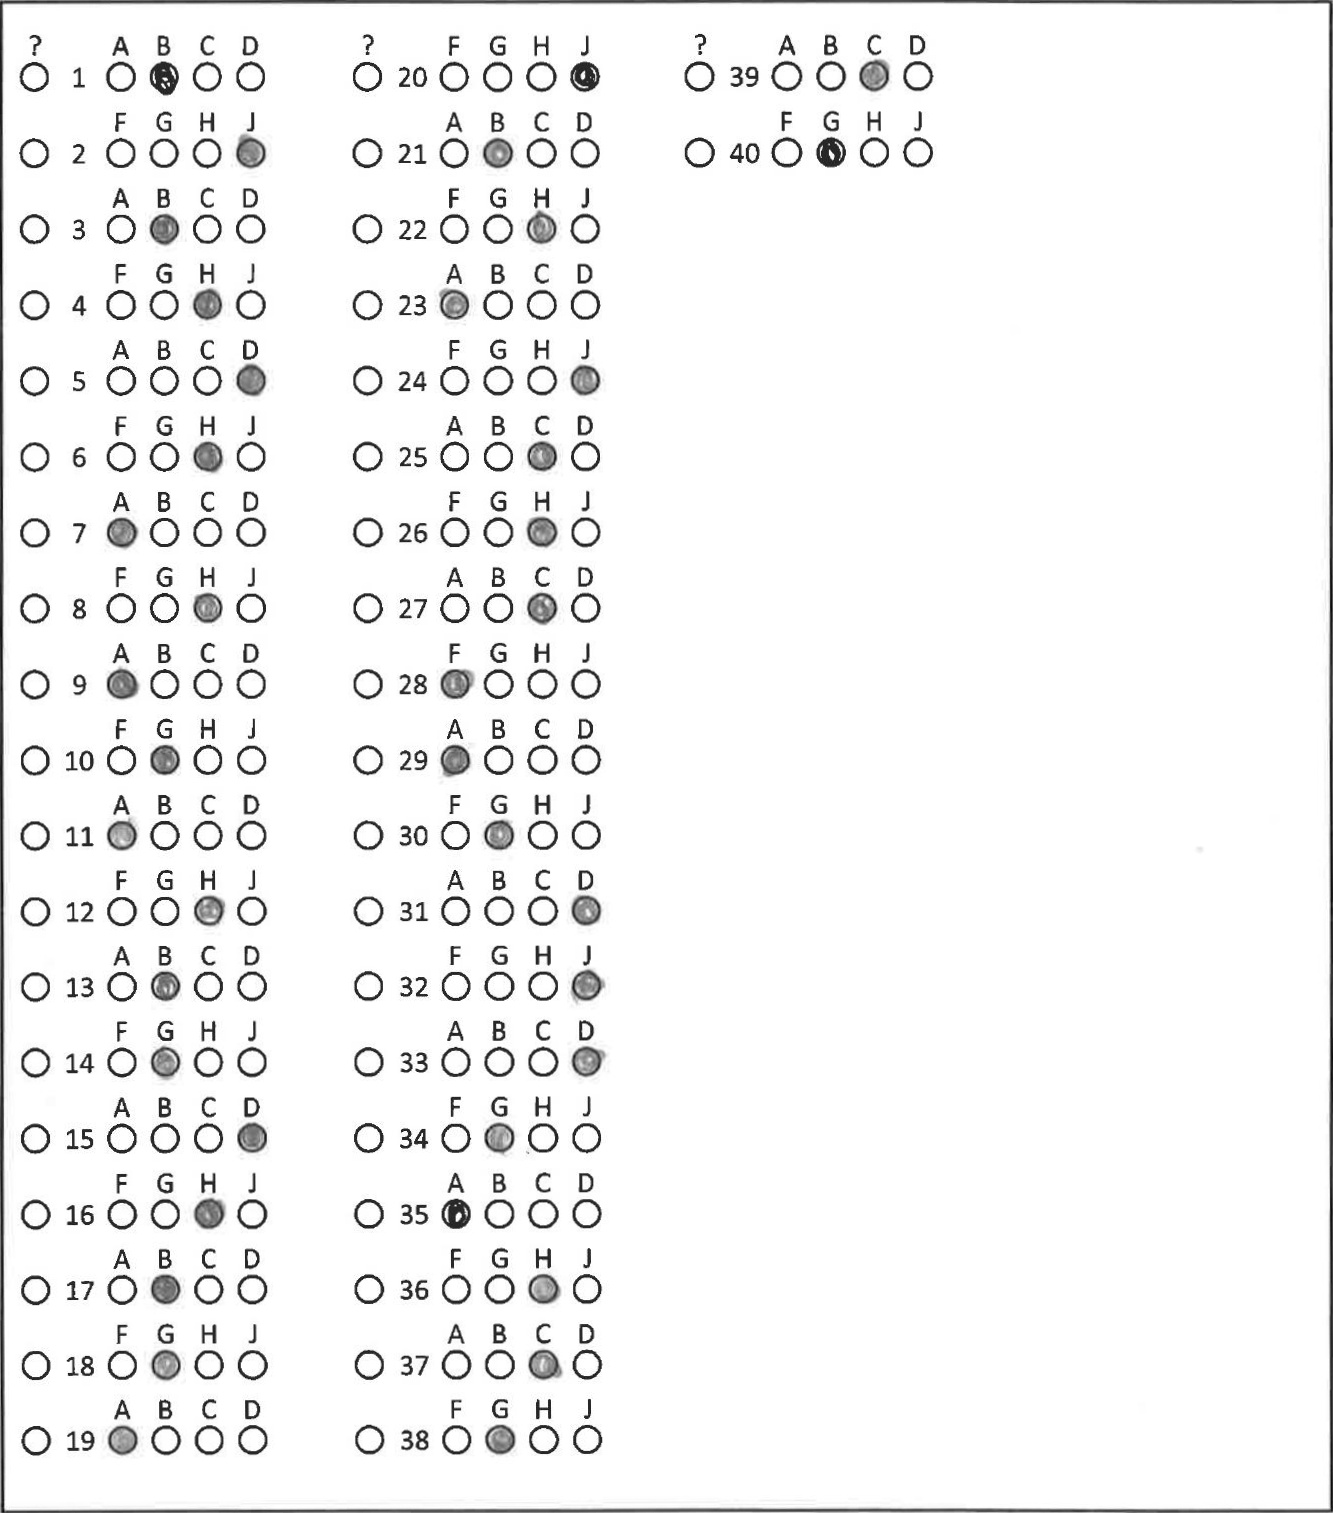 ? A B C D
1
F G H J
2
A B C D
3
F G H J
4
A B C D
5
F G H J
6
A B C D
7
F G H J
8
A B C D
9
F G H J
10
A B C D
11
F G H J
12
A B C D
13
F G H J
14
A B C D
15
F G H J
16
A B C D
17
F G H J
18
A B C D
19
? F G H J
20
A B C D
21
F G H J
22
A B C D
23
F G H J
24
A B C D
25
F G H J
26
A B C D
27
F G H J
28
A B C D
29
F G H J
30
A B C D
31
F G H J
32
A B C D
33
F G H J
34
A B C D
35
F G H J
36
A B C D
37
F G H J
38
? A B C D
39
F G H J
40